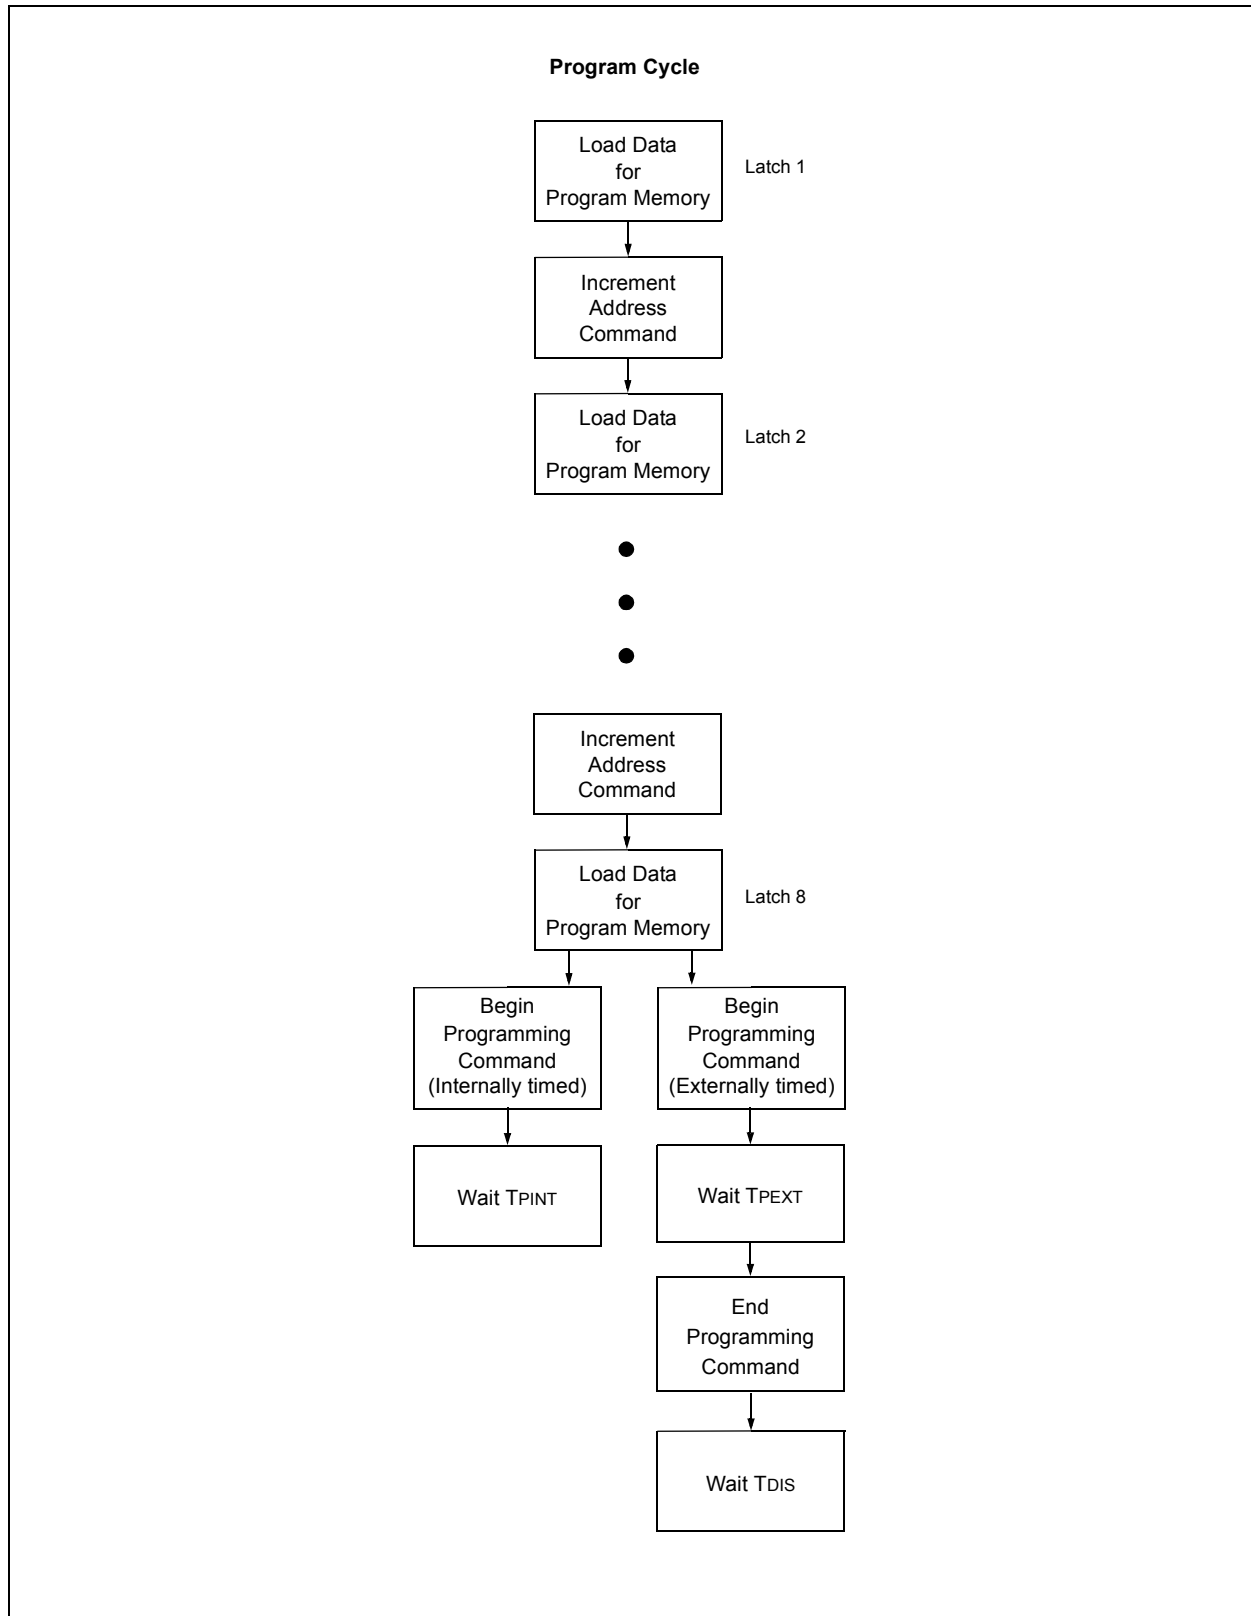 Program Cycle
Load Data
for
Program Memory
Latch 1
Increment
Address
Command
Load Data
for
Program Memory
Latch 2
Increment
Address
Command
Load Data
for
Program Memory
Latch 8
Begin
Programming
Command
(Internally timed)
Begin
Programming
Command
(Externally timed)
Wait TPINT
Wait TPEXT
End
Programming
Command
Wait TDIS